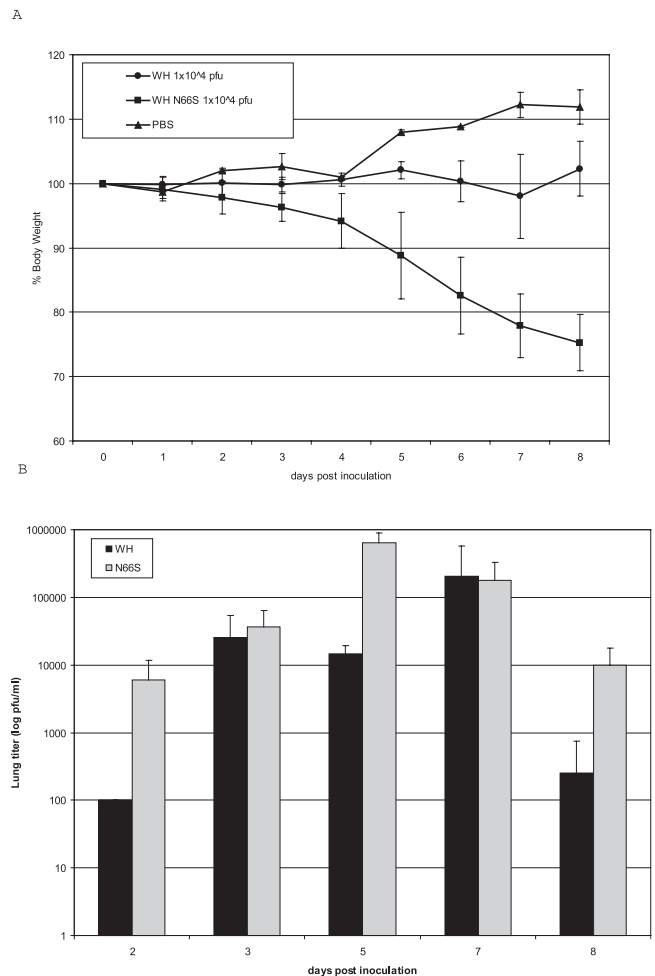 A
120
110
100
90
80
70
60
% Body Weight
WH 1x10^4 pfu
WH N66S 1x10^4 pfu
PBS
0 1 2 3 4 5 6 7 8
days post inoculation
B
1000000
100000
10000
1000
100
10
1
Lung titer (log pfu/ml)
WH
N66S
2 3 5 7 8
days post inoculation